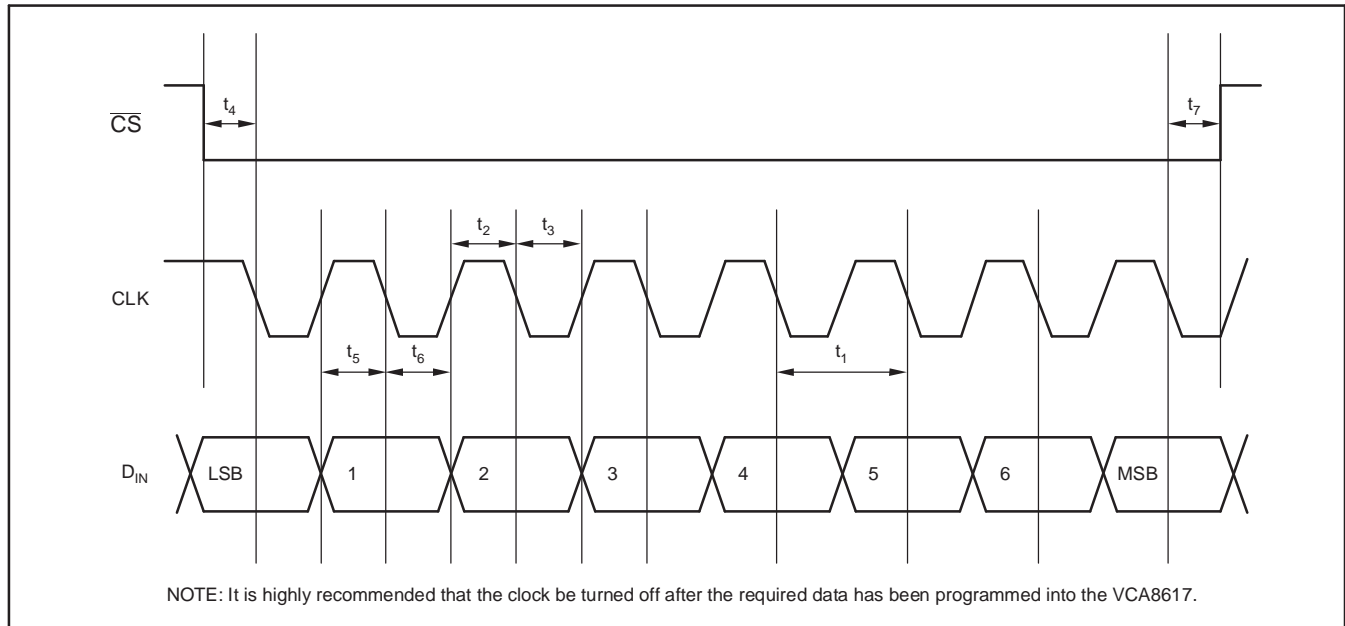 t4
t7
CS
t2
t3
CLK
t5
t6
t1
DIN
LSB
1
2
3
4
5
6
MSB
NOTE: It is highly recommended that the clock be turned off after the required data has been programmed into the VCA8617.